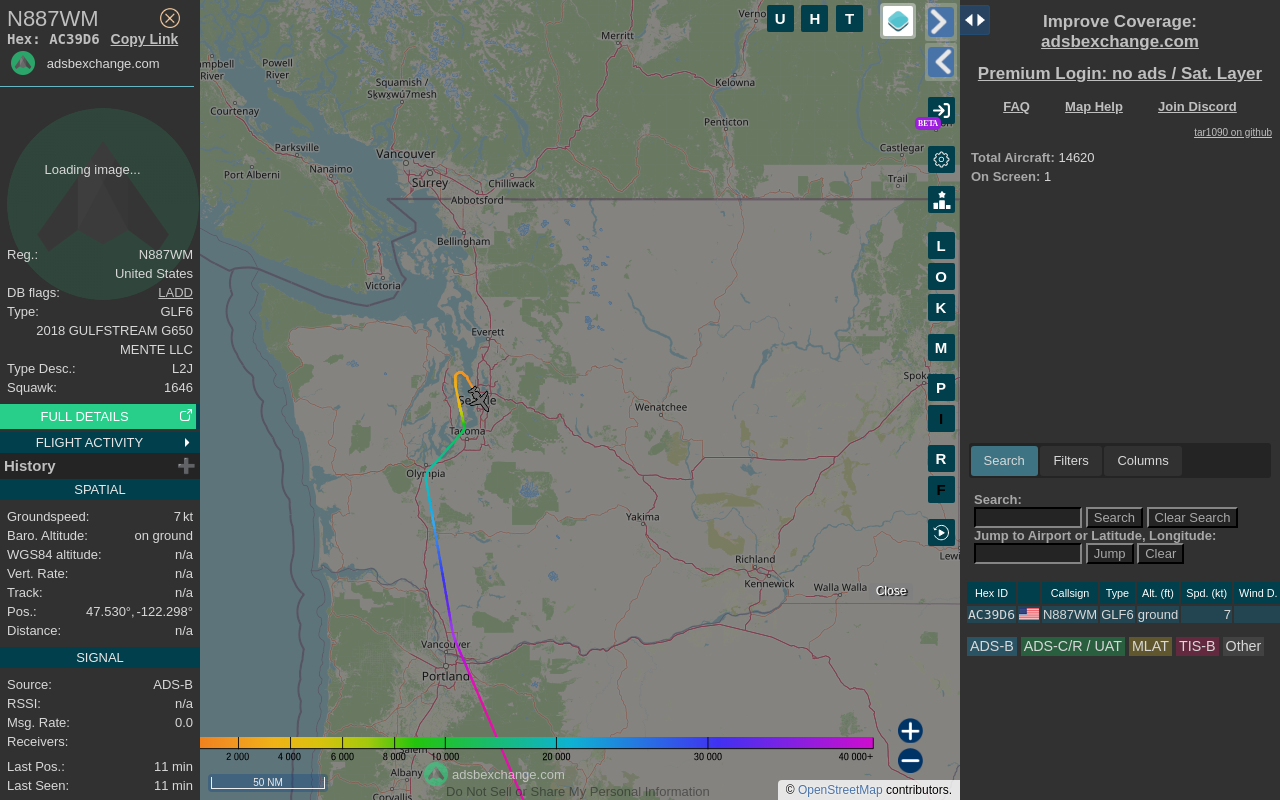 N887WM
Hex: AC39D6 Copy Link
adsbexchange.com
Loading image...
Reg.: N887WM
United States
DB flags: LADD
Type: GLF6
2018 GULFSTREAM G650
MENTE LLC
Type Desc.: L2J
Squawk: 1646
FULL DETAILS
FLIGHT ACTIVITY
History
SPATIAL
Groundspeed: 7 kt
Baro. Altitude: on ground
WGS84 altitude: n/a
Vert. Rate: n/a
Track: n/a
Pos.: 47.530°, -122.298°
Distance: n/a
SIGNAL
Source: ADS-B
RSSI: n/a
Msg. Rate: 0.0
Receivers:
Last Pos.: 11 min
Last Seen: 11 min
U H T
Merritt
Powell
River
mpbell
River
Squamish /
Sḵwx̱wú7mesh
Kelowna
Courtenay
Penticton
BETA
Parksville
Vancouver
Castlegar
Nanaimo
Port Alberni
Surrey
Chilliwack
Trail
Abbotsford
Bellingham
L
O
Victoria
K
Everett
M
Spok
P
Wenatchee
I
Tacoma
R
Olympia
F
Yakima
Richland
Lewi
Kennewick
Walla Walla
Close
Vancouver
Portland
2 000 4 000 6 000 8 000 10 000 20 000 30 000 40 000+
Albany
50 NM
adsbexchange.com
Do Not Sell or Share My Personal Information
Corvallis
© OpenStreetMap contributors.
Improve Coverage:
adsbexchange.com
Premium Login: no ads / Sat. Layer
FAQ Map Help Join Discord
tar1090 on github
Total Aircraft: 14620
On Screen: 1
Search Filters Columns
Search:
Search Clear Search
Jump to Airport or Latitude, Longitude:
Jump Clear
Hex ID Callsign Type Alt. (ft) Spd. (kt) Wind D.
AC39D6 N887WM GLF6 ground 7
ADS-B ADS-C/R / UAT MLAT TIS-B Other